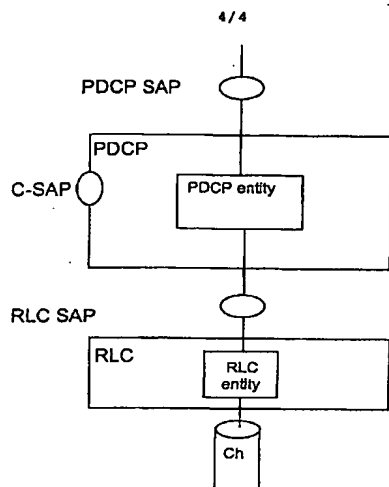 4/4
PDCP SAP
PDCP
C-SAP
PDCP entity
RLC SAP
RLC
RLC
entity
Ch